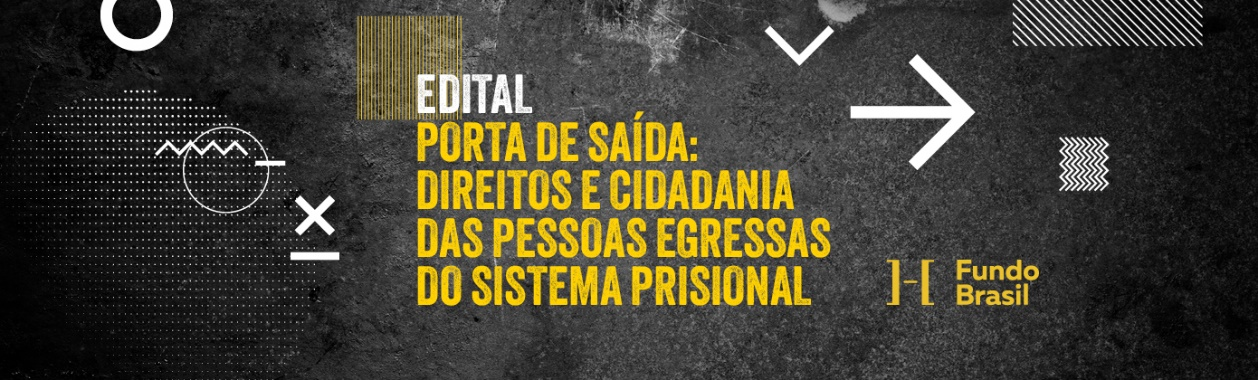 EDITAL
PORTA DE SAÍDA:
DIREITOS E CIDADANIA
DAS PESSOAS EGRESSAS
DO SISTEMA PRISIONAL
Fundo
Brasil